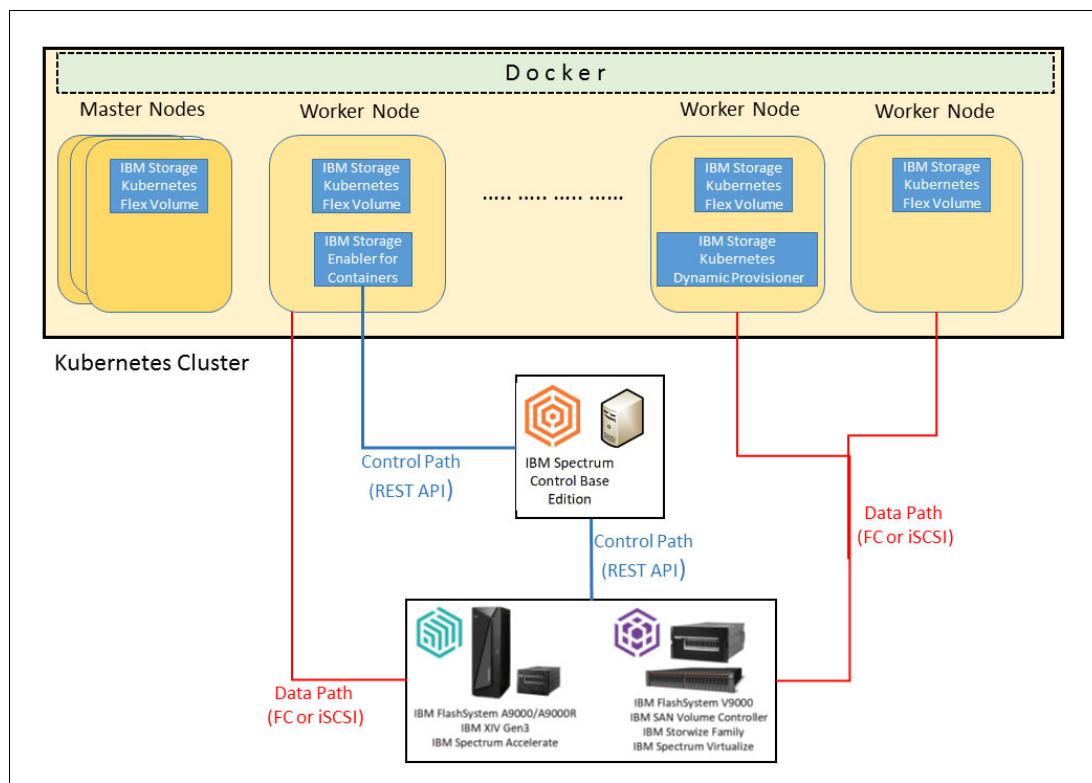 Docker
Master Nodes
Worker Node
Worker Node
Worker Node
IBM Storage
Kubernetes
Flex Volume
IBM Storage
Kubernetes
Flex Volume
IBM Storage
Kubernetes
Flex Volume
IBM Storage
Kubernetes
Flex Volume
..... ..... ..... ......
IBM Storage
Enabler for
Containers
IBM Storage
Kubernetes
Dynamic Provisioner
Kubernetes Cluster
IBM Spectrum
Control Base
Edition
Control Path
(REST API)
Data Path
(FC or iSCSI)
Control Path
(REST API)
Data Path
(FC or iSCSI)
IBM FlashSystem A9000/A9000R
IBM XIV Gen3
IBM Spectrum Accelerate
IBM FlashSystem V9000
IBM SAN Volume Controller
IBM Storwize Family
IBM Spectrum Virtualize